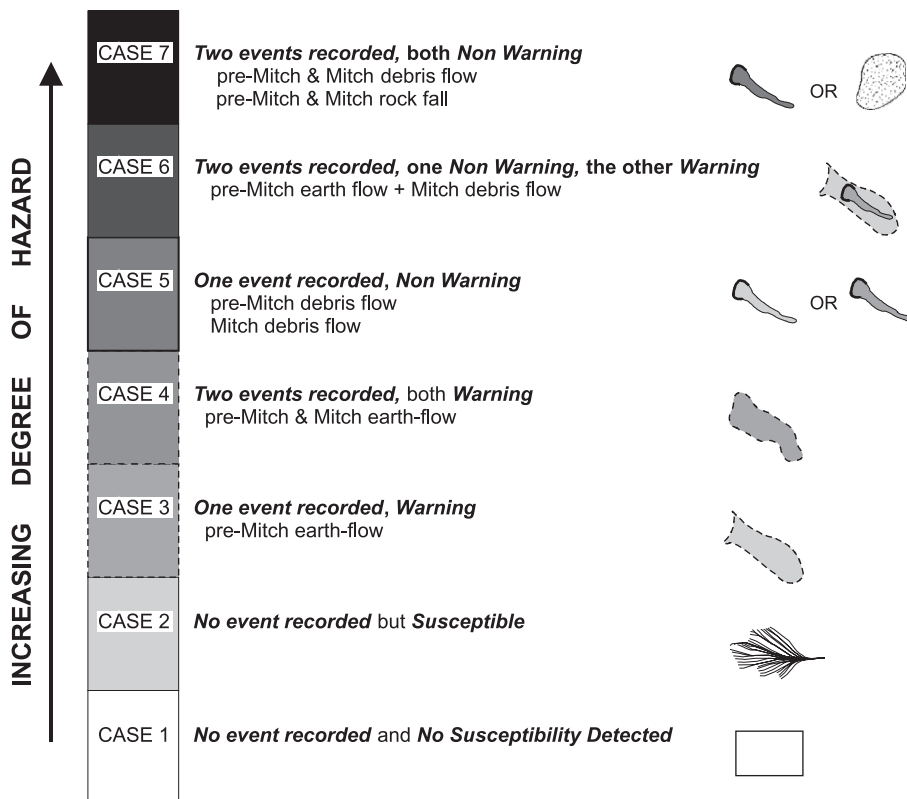 INCREASING DEGREE OF HAZARD
CASE 7
Two events recorded, both Non Warning
pre-Mitch & Mitch debris flow
pre-Mitch & Mitch rock fall
OR
CASE 6
Two events recorded, one Non Warning, the other Warning
pre-Mitch earth flow + Mitch debris flow
CASE 5
One event recorded, Non Warning
pre-Mitch debris flow
Mitch debris flow
OR
CASE 4
Two events recorded, both Warning
pre-Mitch & Mitch earth-flow
CASE 3
One event recorded, Warning
pre-Mitch earth-flow
CASE 2
No event recorded but Susceptible
CASE 1
No event recorded and No Susceptibility Detected